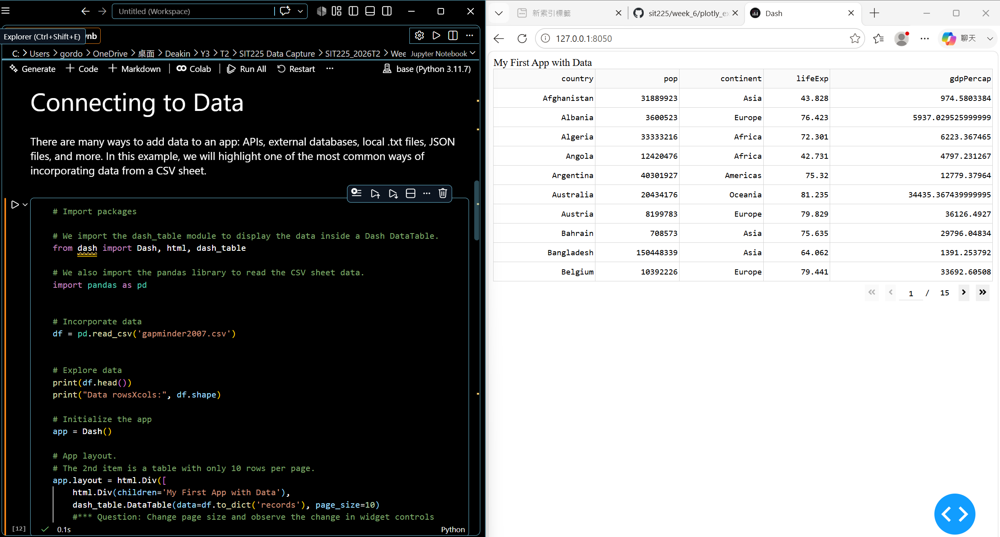 Untitled (Workspace)
Explorer (Ctrl+Shift+E)
nb
C: > Users > gordo > OneDrive > 桌面 > Deakin > Y3 > T2 > SIT225 Data Capture > SIT225_2026T2 > Wee
Jupyter Notebook
Generate + Code + Markdown | Colab | Run All Restart ··· base (Python 3.11.7)
Connecting to Data
There are many ways to add data to an app: APIs, external databases, local .txt files, JSON
files, and more. In this example, we will highlight one of the most common ways of
incorporating data from a CSV sheet.
# Import packages
# We import the dash_table module to display the data inside a Dash DataTable.
from dash import Dash, html, dash_table
# We also import the pandas library to read the CSV sheet data.
import pandas as pd
# Incorporate data
df = pd.read_csv('gapminder2007.csv')
# Explore data
print(df.head())
print("Data rowsXcols:", df.shape)
# Initialize the app
app = Dash()
# App layout.
# The 2nd item is a table with only 10 rows per page.
app.layout = html.Div([
html.Div(children='My First App with Data'),
dash_table.DataTable(data=df.to_dict('records'), page_size=10)
#*** Question: Change page size and observe the change in widget controls
[12] 0.1s Python
新索引標籤
sit225/week_6/plotly_ex
Dash
127.0.0.1:8050
聊天
My First App with Data
country pop continent lifeExp gdpPercap
Afghanistan 31889923 Asia 43.828 974.5803384
Albania 3600523 Europe 76.423 5937.029525999999
Algeria 33333216 Africa 72.301 6223.367465
Angola 12420476 Africa 42.731 4797.231267
Argentina 40301927 Americas 75.32 12779.37964
Australia 20434176 Oceania 81.235 34435.367439999995
Austria 8199783 Europe 79.829 36126.4927
Bahrain 708573 Asia 75.635 29796.04834
Bangladesh 150448339 Asia 64.062 1391.253792
Belgium 10392226 Europe 79.441 33692.60508
1 / 15